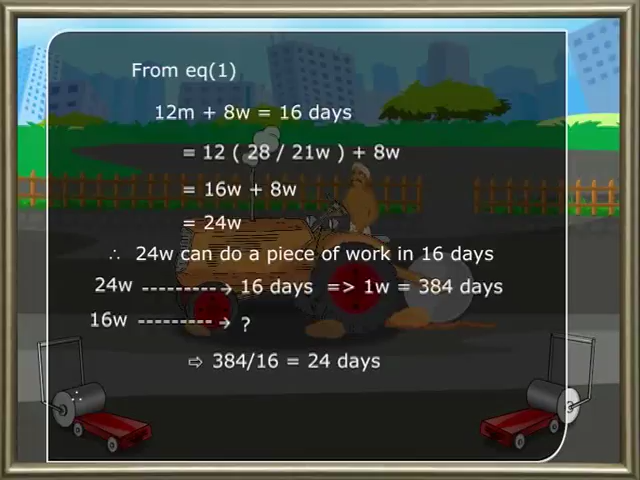 From eq(1)
12m + 8w = 16 days
= 12 ( 28 / 21w ) + 8w
= 16w + 8w
= 24w
∴ 24w can do a piece of work in 16 days
24w ---------→ 16 days => 1w = 384 days
16w ---------→ ?
⇨ 384/16 = 24 days